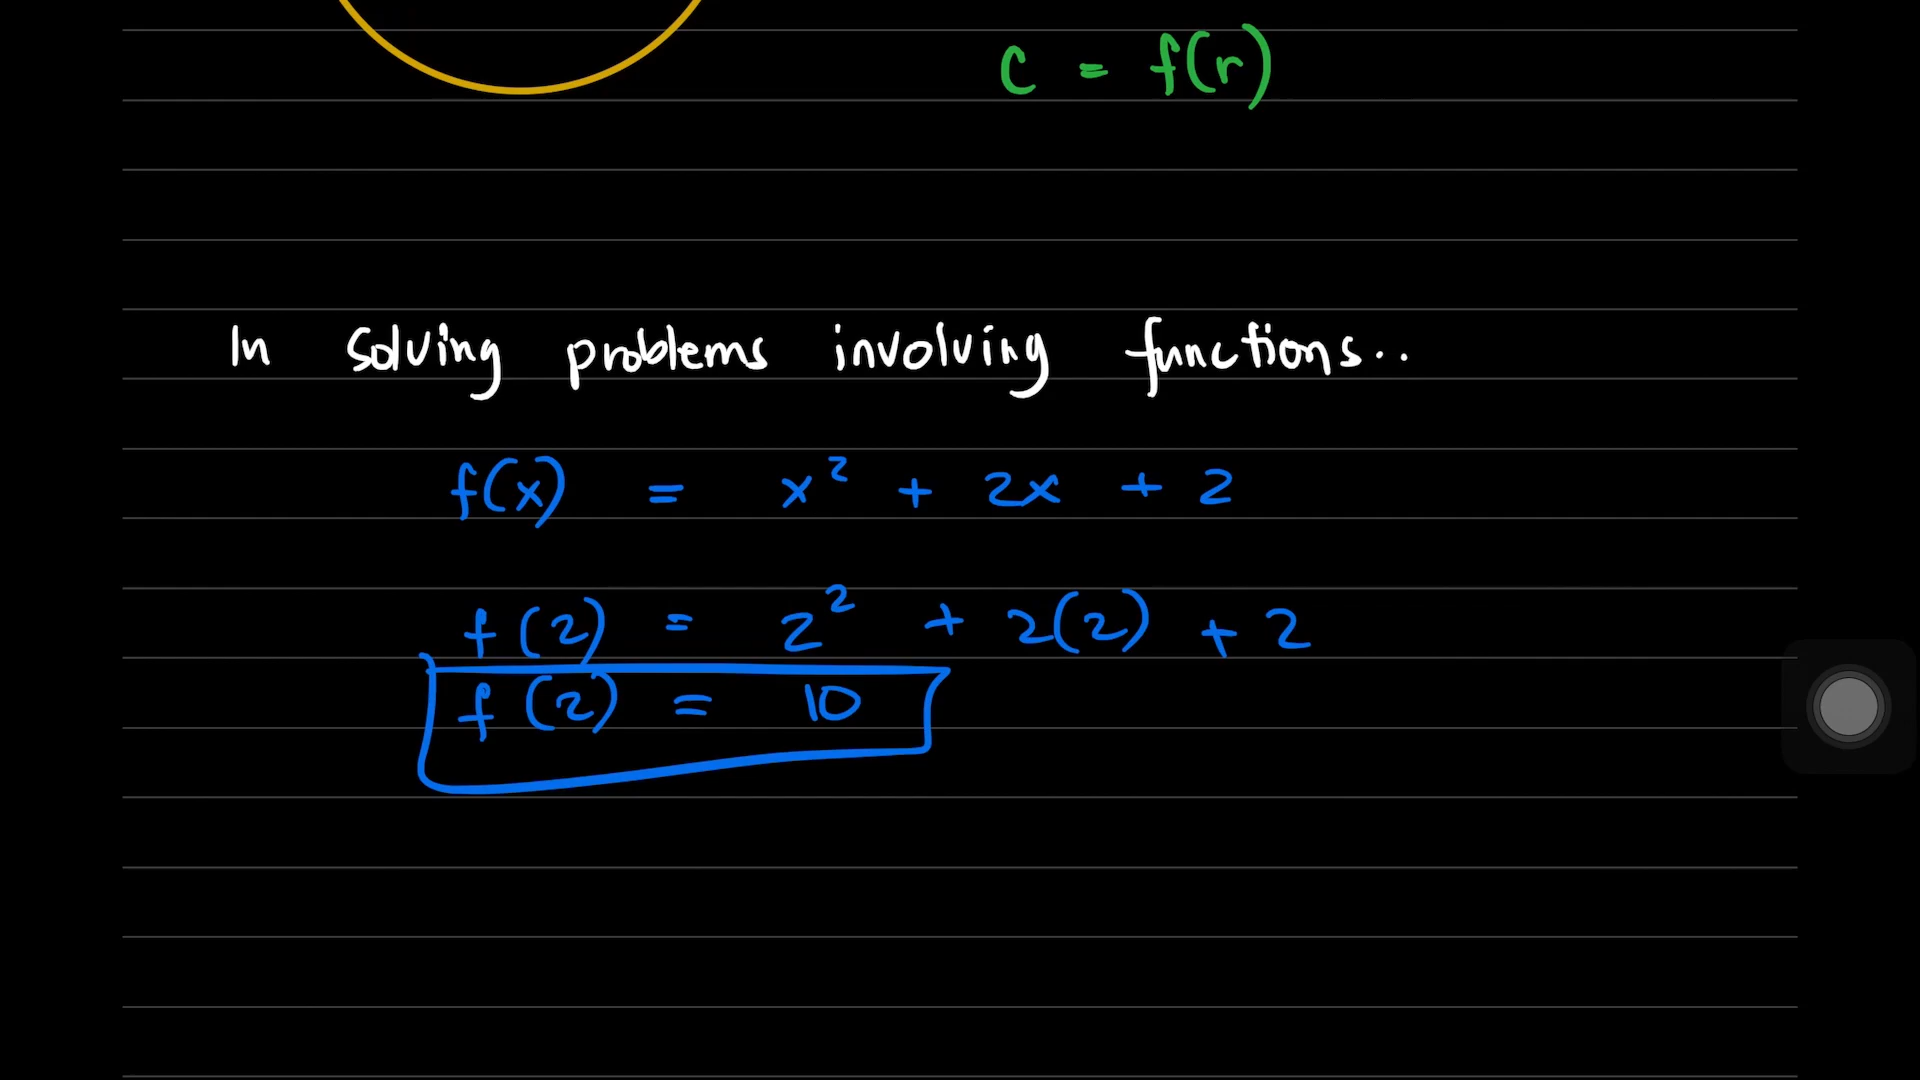 C = f(r)
In solving problems involving functions..
f(x) = x² + 2x + 2
f(2) = 2² + 2(2) + 2
f(2) = 10